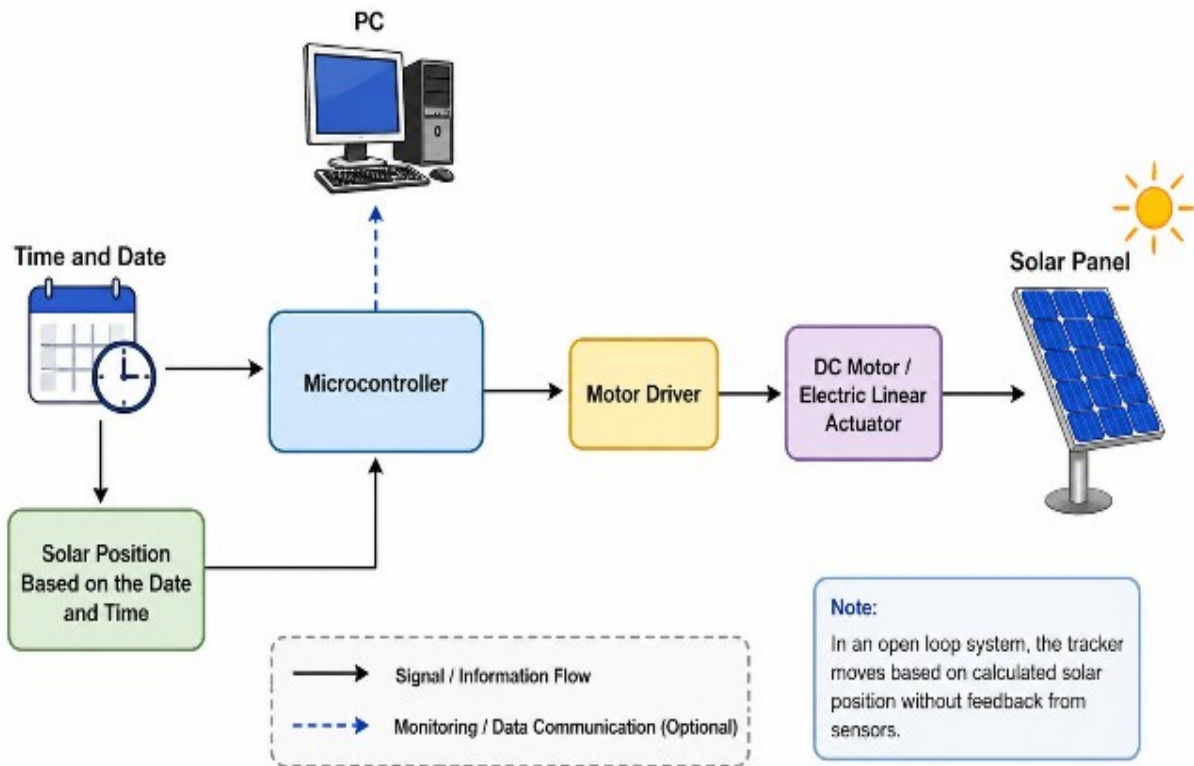 PC
Time and Date
Solar Panel
Microcontroller
Motor Driver
DC Motor /
Electric Linear
Actuator
Solar Position
Based on the Date
and Time
Signal / Information Flow
Monitoring / Data Communication (Optional)
Note:
In an open loop system, the tracker
moves based on calculated solar
position without feedback from
sensors.